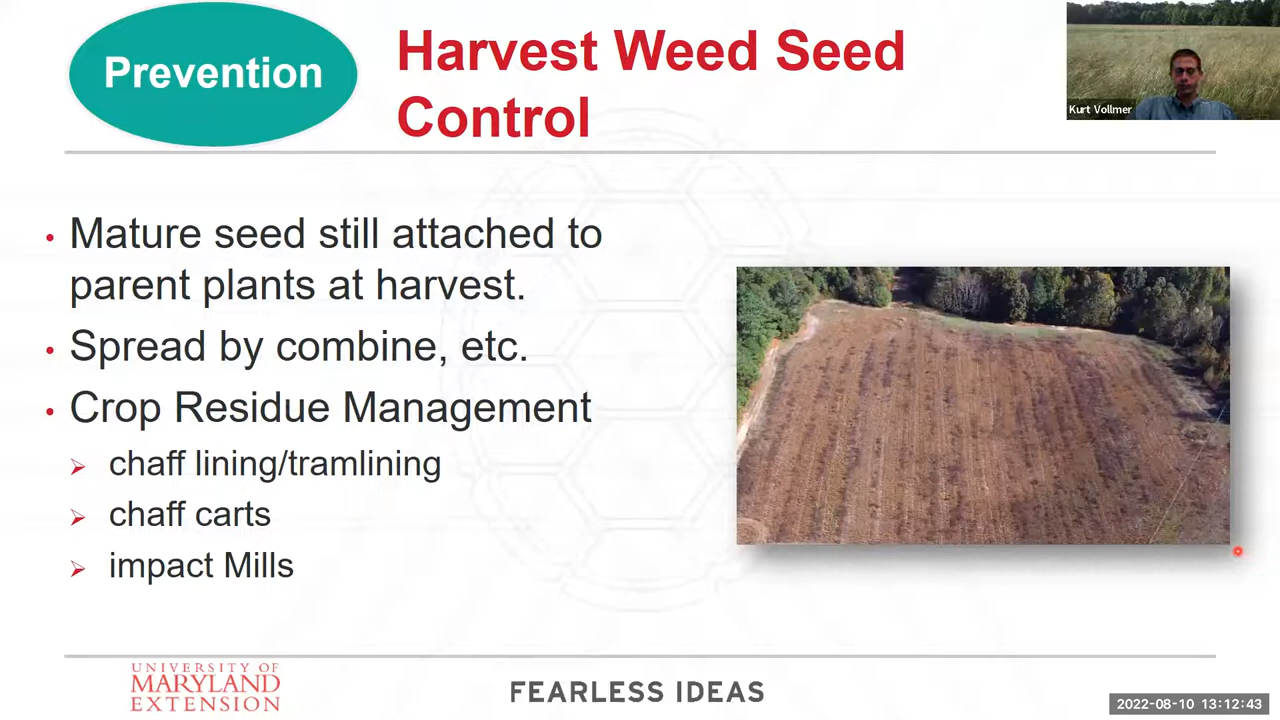 Prevention
Harvest Weed Seed
Control
Kurt Vollmer
• Mature seed still attached to
parent plants at harvest.
• Spread by combine, etc.
• Crop Residue Management
➢ chaff lining/tramlining
➢ chaff carts
➢ impact Mills
UNIVERSITY OF
MARYLAND
EXTENSION
FEARLESS IDEAS
2022-08-10 13:12:43